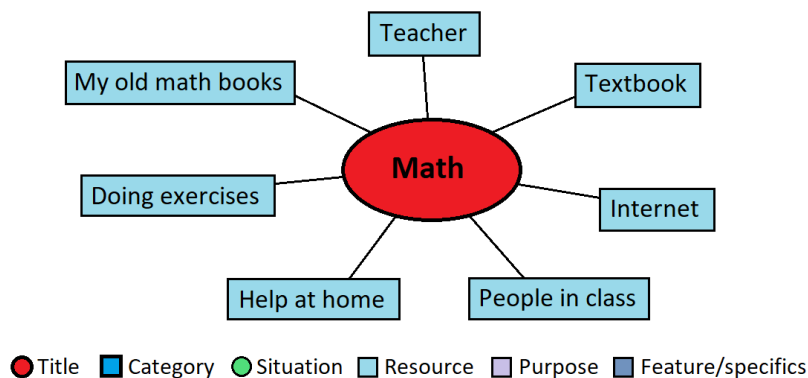 Teacher
My old math books
Textbook
Math
Doing exercises
Internet
Help at home
People in class
Title Category Situation Resource Purpose Feature/specifics